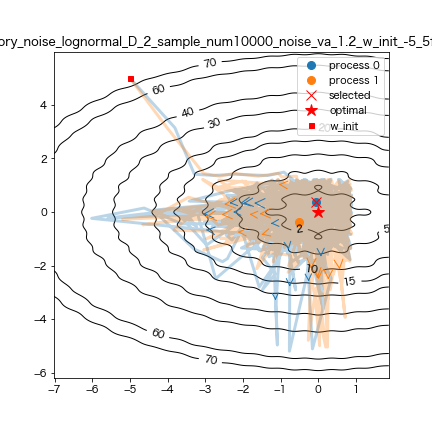 ory_noise_lognormal_D_2_sample_num10000_noise_va_1.2_w_init_-5_5
process 0
process 1
selected
optimal
w_init
70
60
40
30
20
2
5
10
15
60
70
4
2
0
−2
−4
−6
−7 −6 −5 −4 −3 −2 −1 0 1